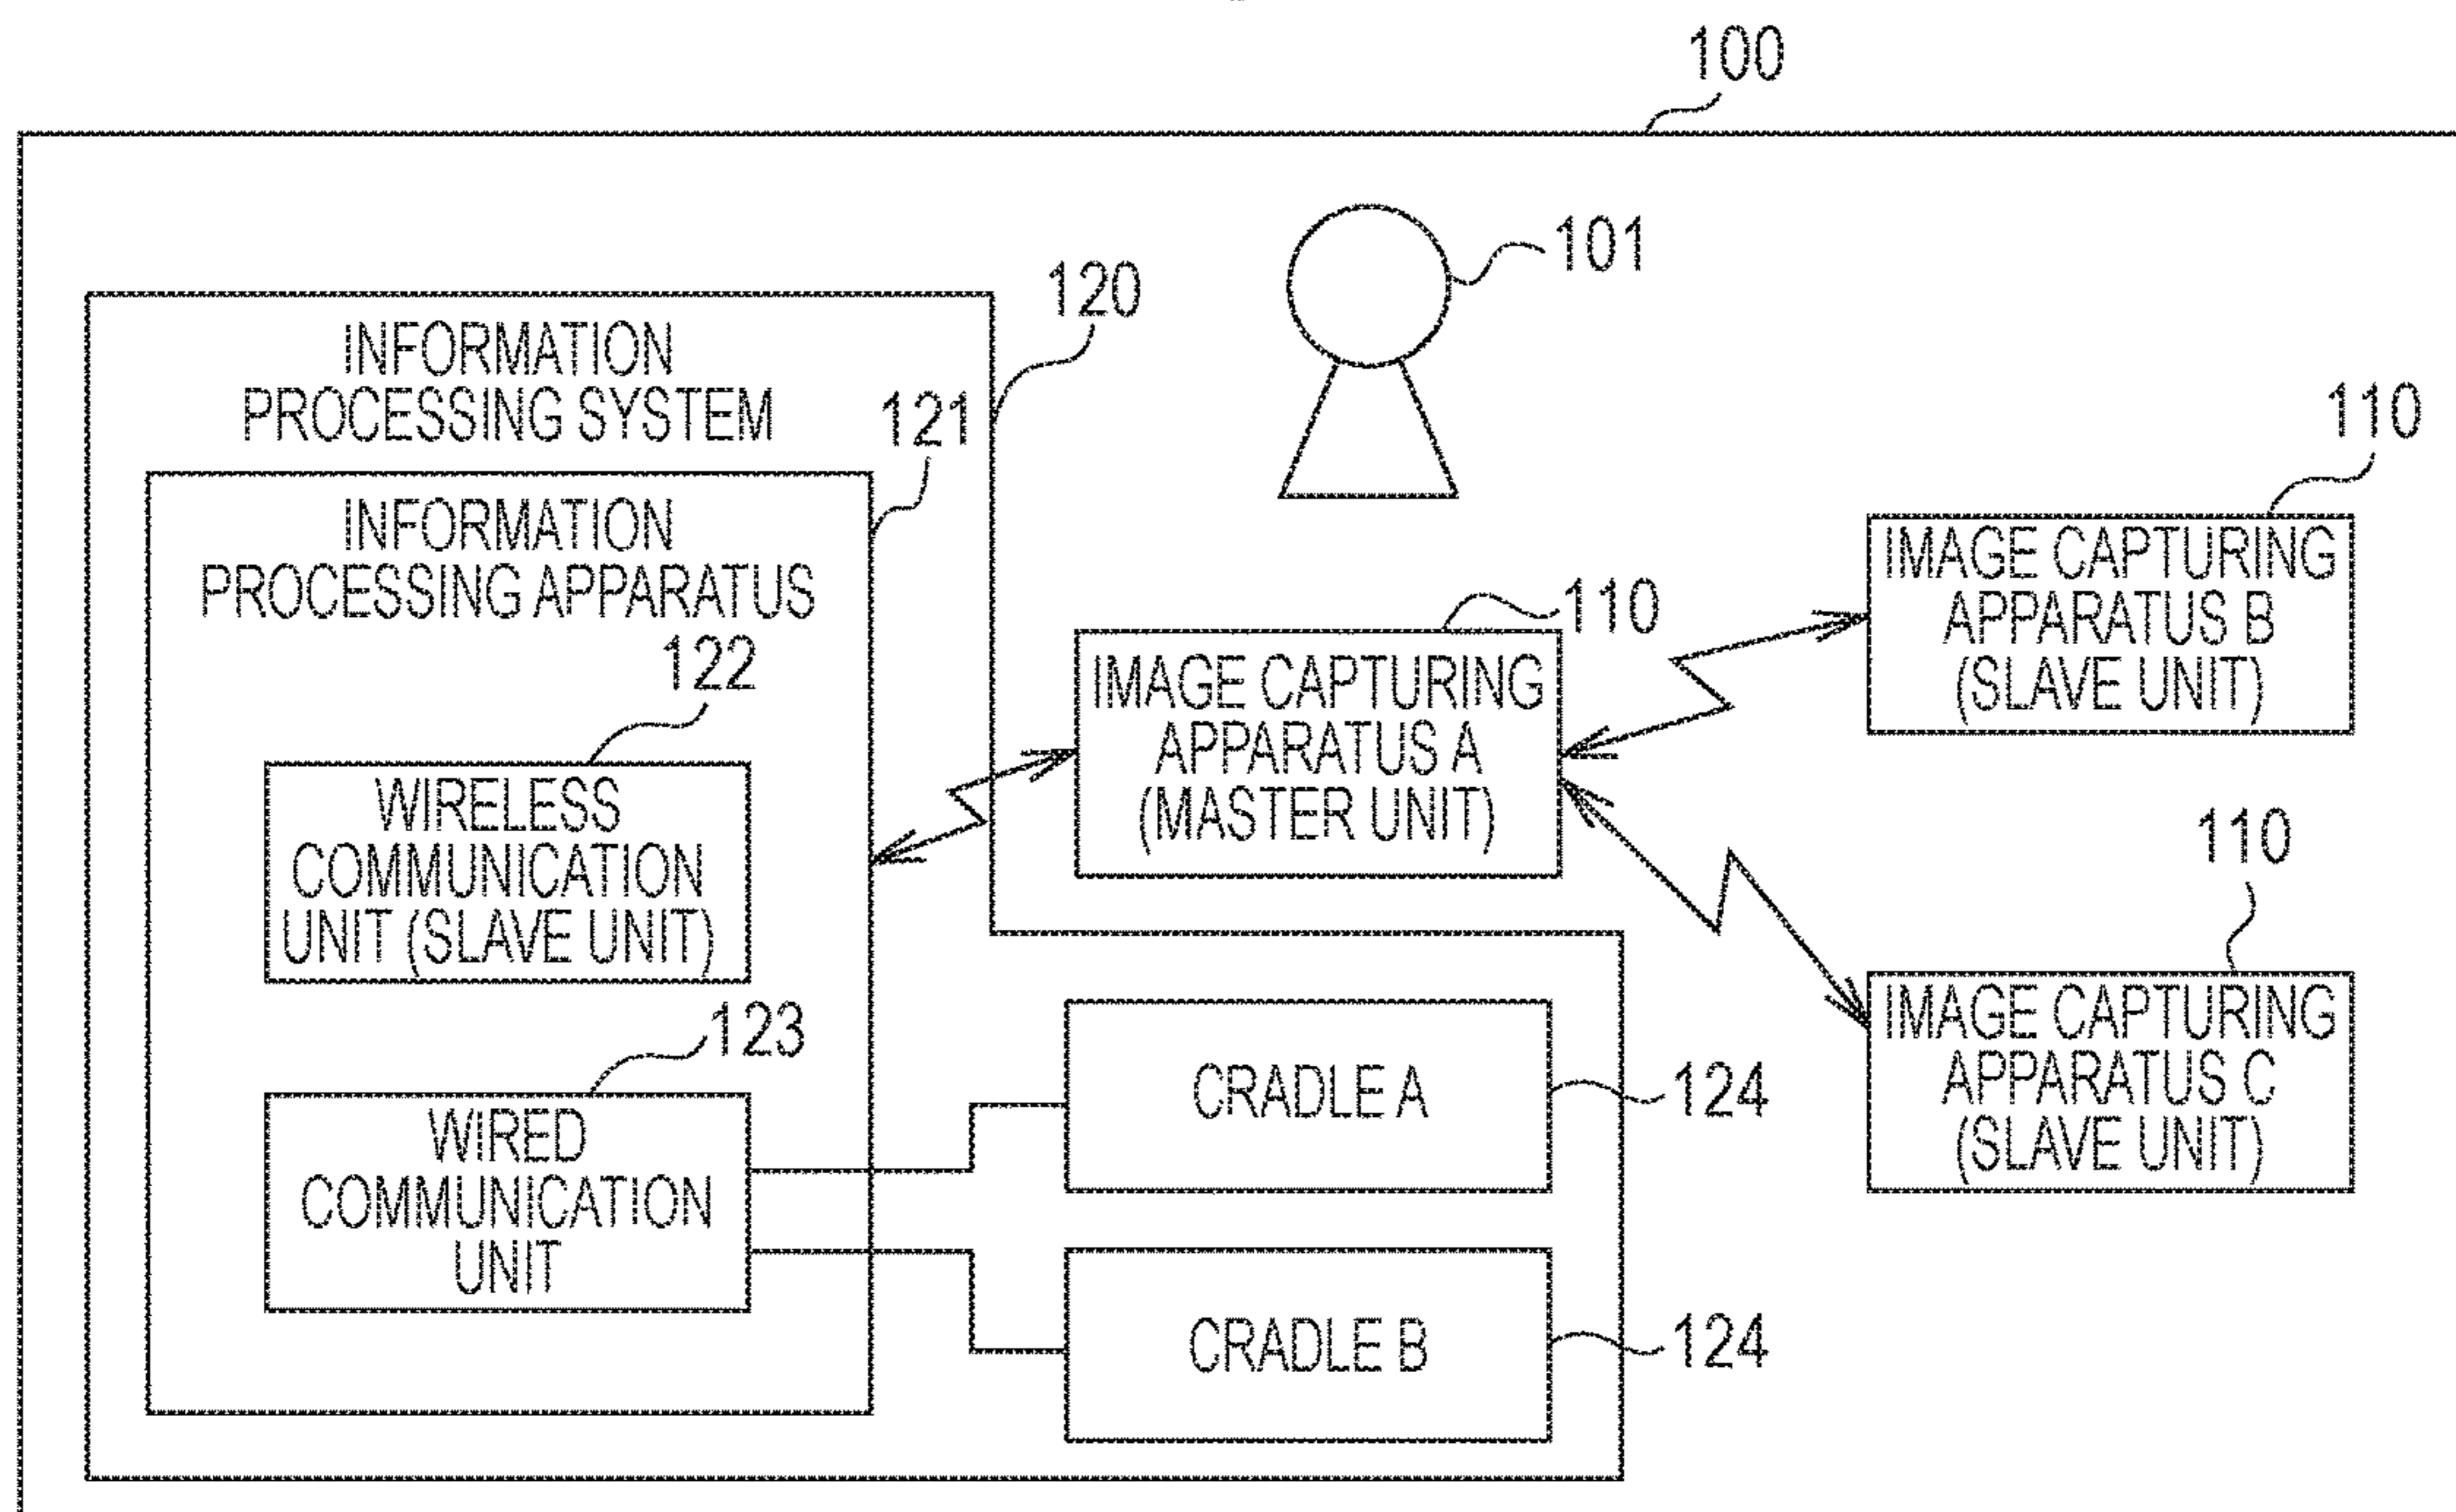 100
101
120
INFORMATION
PROCESSING SYSTEM
121
110
INFORMATION
PROCESSING APPARATUS
IMAGE CAPTURING
APPARATUS B
(SLAVE UNIT)
110
122
IMAGE CAPTURING
APPARATUS A
(MASTER UNIT)
WIRELESS
COMMUNICATION
UNIT (SLAVE UNIT)
110
123
IMAGE CAPTURING
APPARATUS C
(SLAVE UNIT)
CRADLE A
124
WIRED
COMMUNICATION
UNIT
CRADLE B
124